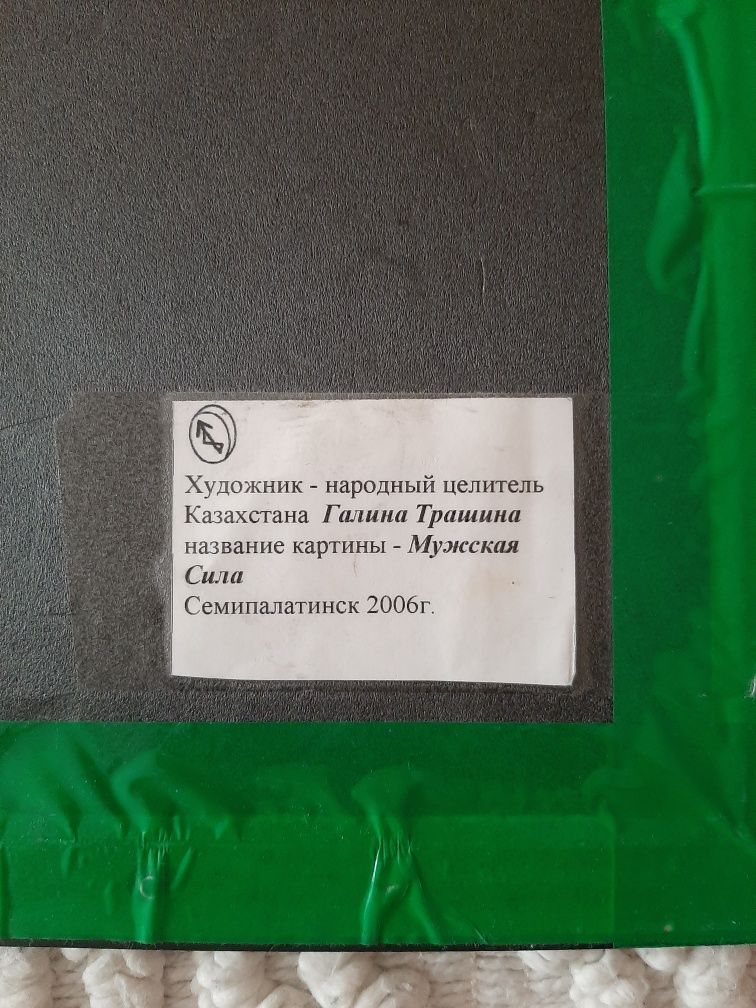 Художник - народный целитель
Казахстана Галина Трашина
название картины - Мужская
Сила
Семипалатинск 2006г.